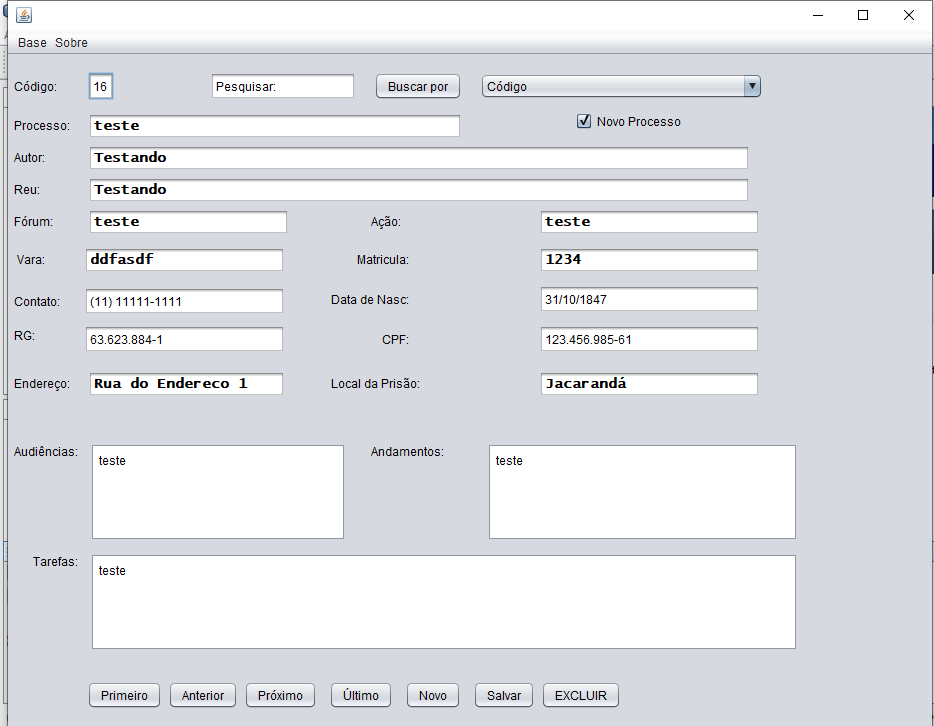 Base Sobre
Código: 16 Pesquisar: Buscar por Código
Processo: teste Novo Processo
Autor: Testando
Reu: Testando
Fórum: teste Ação: teste
Vara: ddfasdf Matricula: 1234
Contato: (11) 11111-1111 Data de Nasc: 31/10/1847
RG: 63.623.884-1 CPF: 123.456.985-61
Endereço: Rua do Endereco 1 Local da Prisão: Jacarandá
Audiências: teste Andamentos: teste
Tarefas: teste
Primeiro Anterior Próximo Último Novo Salvar EXCLUIR